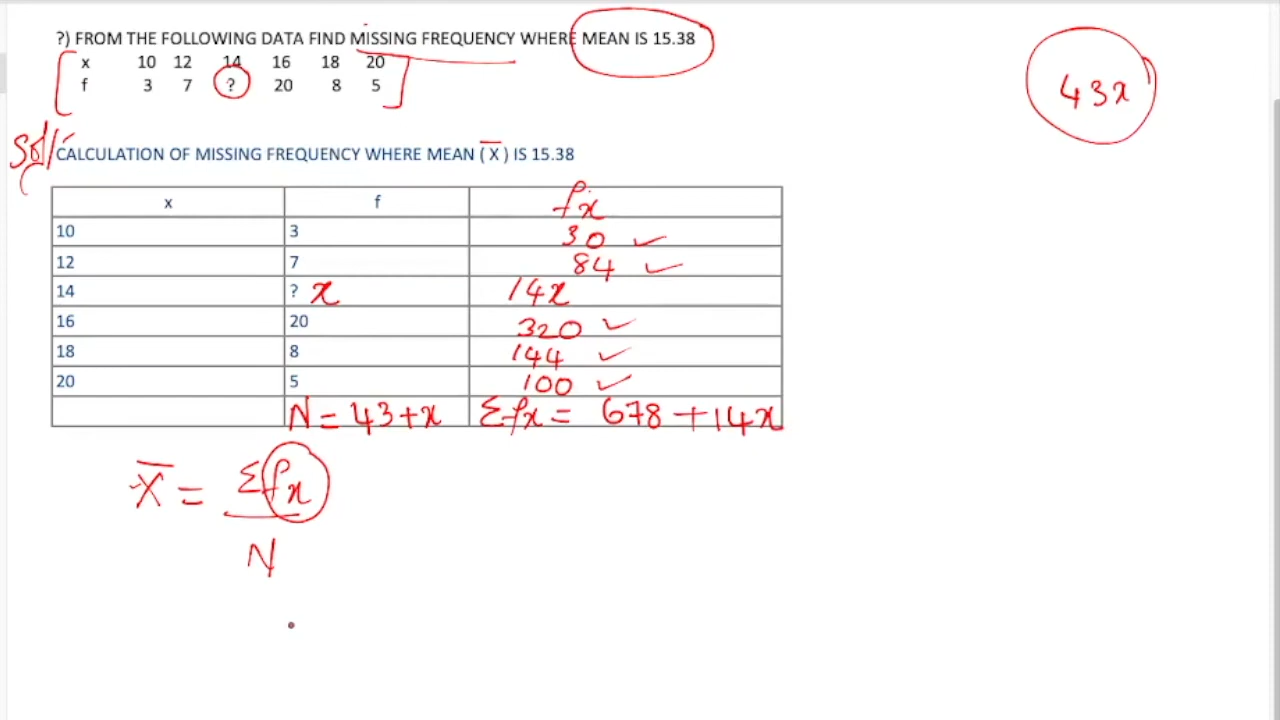 ?) FROM THE FOLLOWING DATA FIND MISSING FREQUENCY WHERE MEAN IS 15.38
x 10 12 14 16 18 20
f 3 7 ? 20 8 5
43x
Sol/:
CALCULATION OF MISSING FREQUENCY WHERE MEAN ( X̄ ) IS 15.38
x f fx
10 3 30 ✓
12 7 84 ✓
14 ? x 14x
16 20 320 ✓
18 8 144 ✓
20 5 100 ✓
N = 43+x Σfx = 678 + 14x
X̄ = Σfx
N